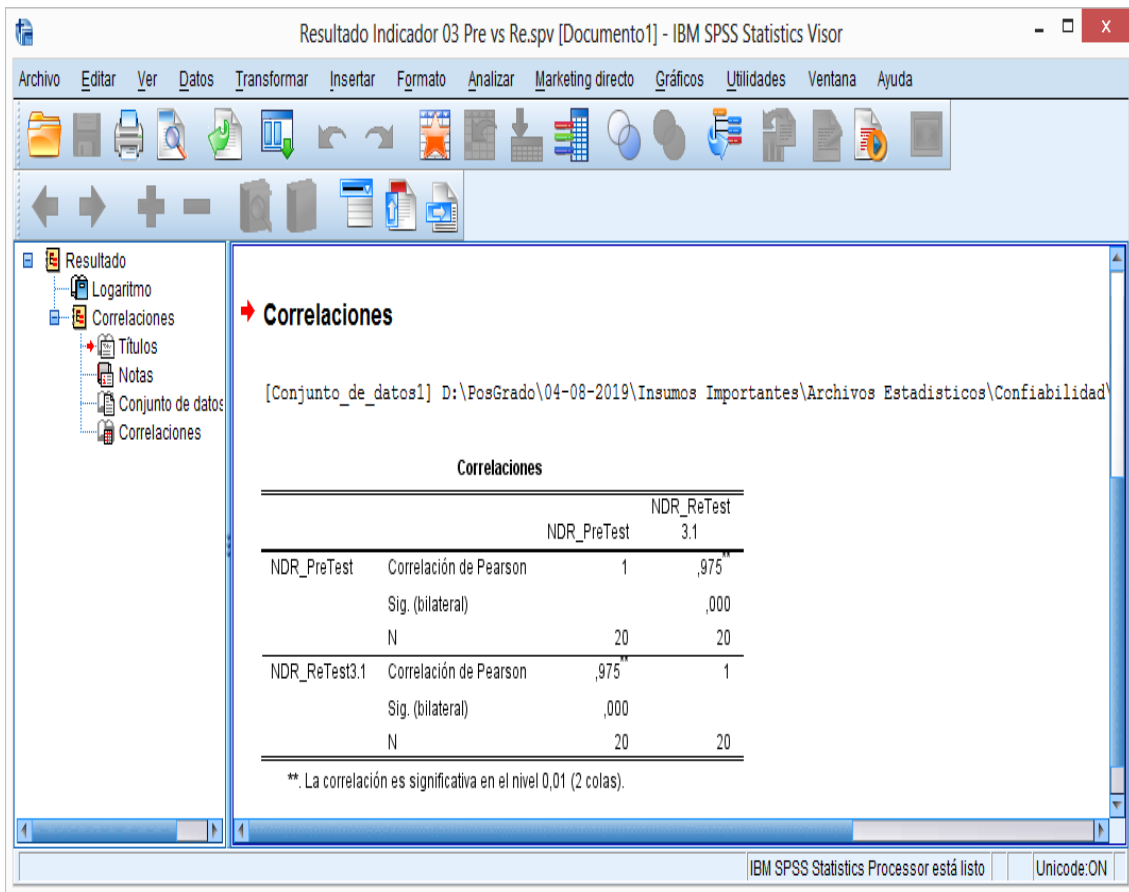 Resultado Indicador 03 Pre vs Re.spv [Documento1] - IBM SPSS Statistics Visor
Archivo Editar Ver Datos Transformar Insertar Formato Analizar Marketing directo Gráficos Utilidades Ventana Ayuda
Resultado
Logaritmo
Correlaciones
Títulos
Notas
Conjunto de datos
Correlaciones
Correlaciones
[Conjunto_de_datos1] D:\PosGrado\04-08-2019\Insumos Importantes\Archivos Estadisticos\Confiabilidad\
Correlaciones
NDR_PreTest NDR_ReTest
3.1
NDR_PreTest Correlación de Pearson 1 ,975**
Sig. (bilateral) ,000
N 20 20
NDR_ReTest3.1 Correlación de Pearson ,975** 1
Sig. (bilateral) ,000
N 20 20
**. La correlación es significativa en el nivel 0,01 (2 colas).
IBM SPSS Statistics Processor está listo Unicode:ON